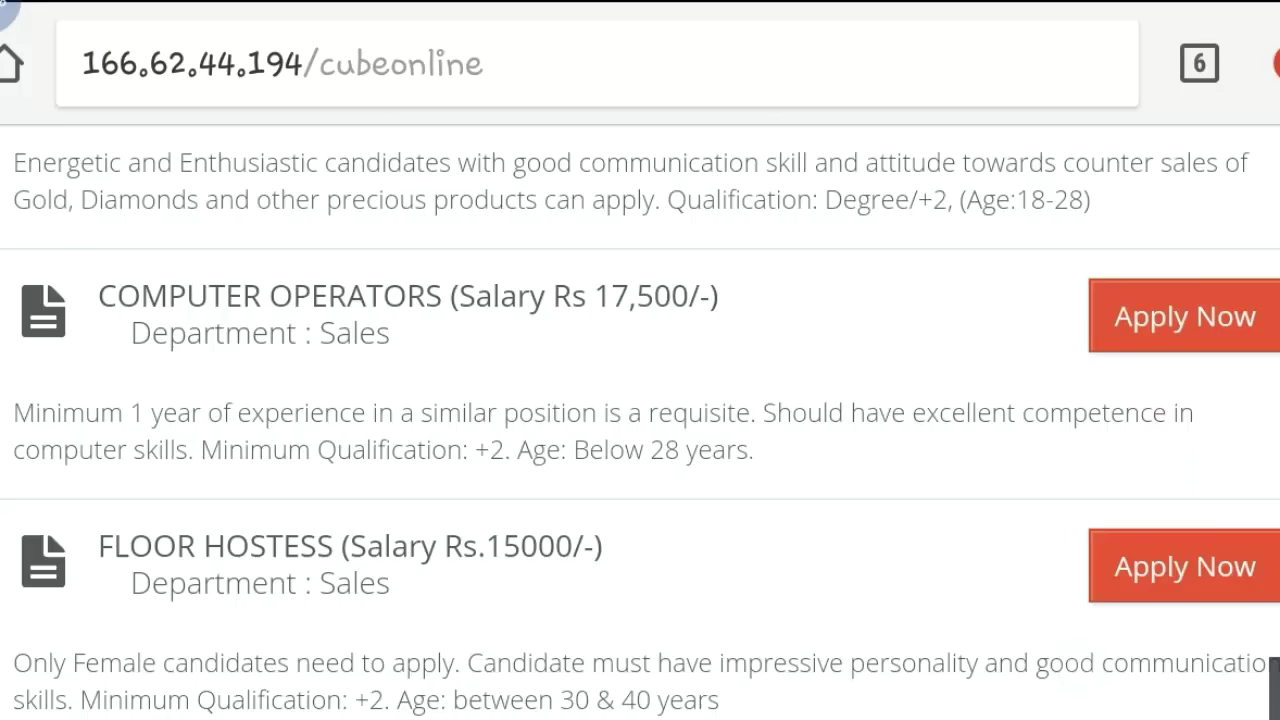 166.62.44.194/cubeonline
6
Energetic and Enthusiastic candidates with good communication skill and attitude towards counter sales of
Gold, Diamonds and other precious products can apply. Qualification: Degree/+2, (Age:18-28)
COMPUTER OPERATORS (Salary Rs 17,500/-)
Department : Sales
Apply Now
Minimum 1 year of experience in a similar position is a requisite. Should have excellent competence in
computer skills. Minimum Qualification: +2. Age: Below 28 years.
FLOOR HOSTESS (Salary Rs.15000/-)
Department : Sales
Apply Now
Only Female candidates need to apply. Candidate must have impressive personality and good communicatio
skills. Minimum Qualification: +2. Age: between 30 & 40 years